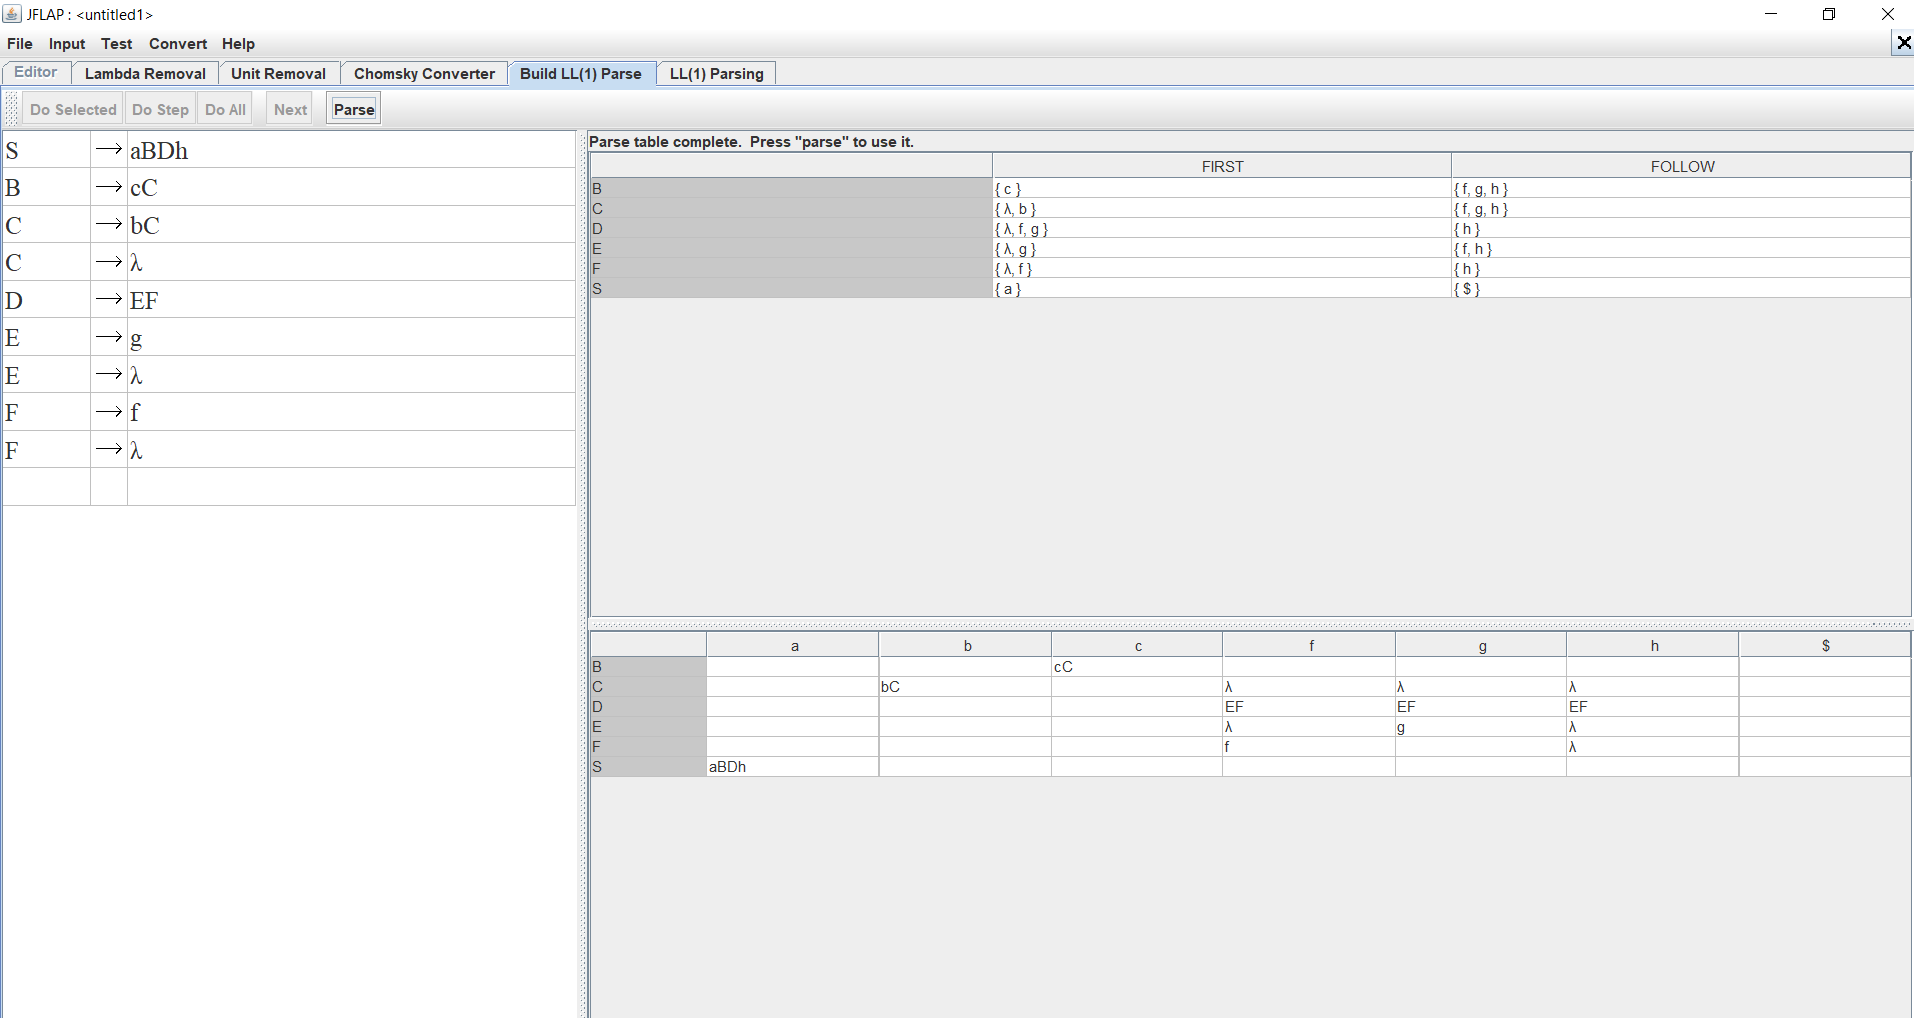 JFLAP : <untitled1>
File Input Test Convert Help
Editor Lambda Removal Unit Removal Chomsky Converter Build LL(1) Parse LL(1) Parsing
Do Selected Do Step Do All Next Parse
S → aBDh
B → cC
C → bC
C → λ
D → EF
E → g
E → λ
F → f
F → λ
Parse table complete. Press "parse" to use it.
FIRST FOLLOW
B { c } { f, g, h }
C { λ, b } { f, g, h }
D { λ, f, g } { h }
E { λ, g } { f, h }
F { λ, f } { h }
S { a } { $ }
a b c f g h $
B cC
C bC λ λ λ
D EF EF EF
E λ g λ
F f λ
S aBDh